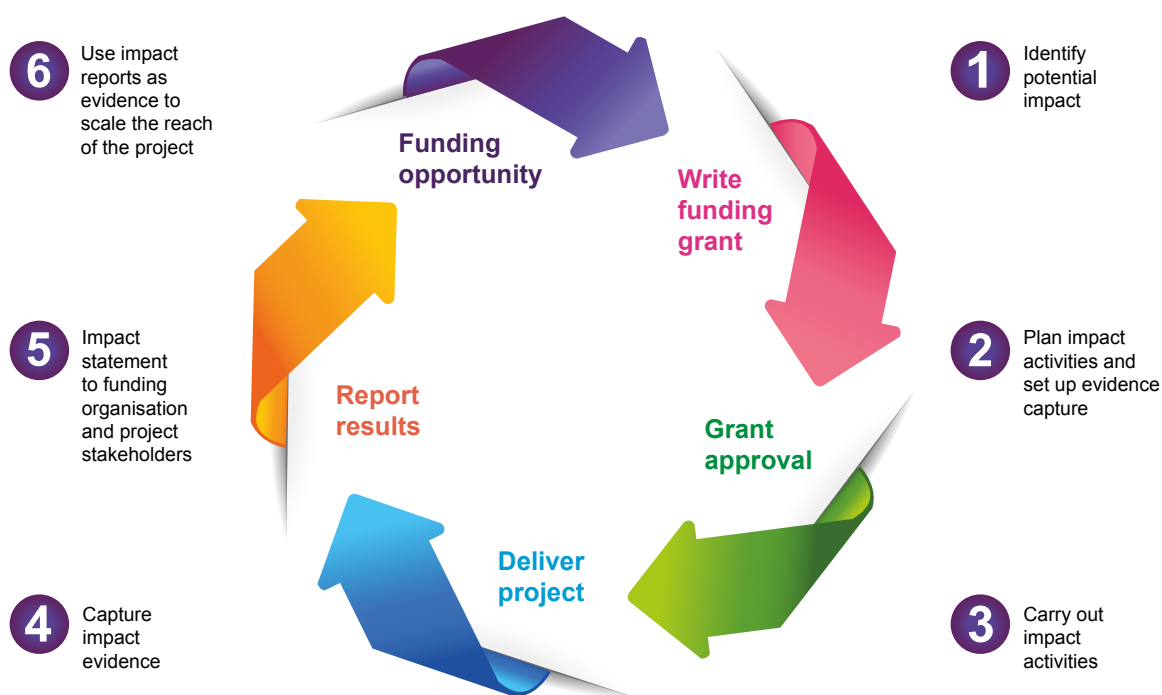 6
Use impact
reports as
evidence to
scale the reach
of the project
Funding
opportunity
1
Identify
potential
impact
Write
funding
grant
5
Impact
statement
to funding
organisation
and project
stakeholders
Report
results
2
Plan impact
activities and
set up evidence
capture
Grant
approval
Deliver
project
4
Capture
impact
evidence
3
Carry out
impact
activities